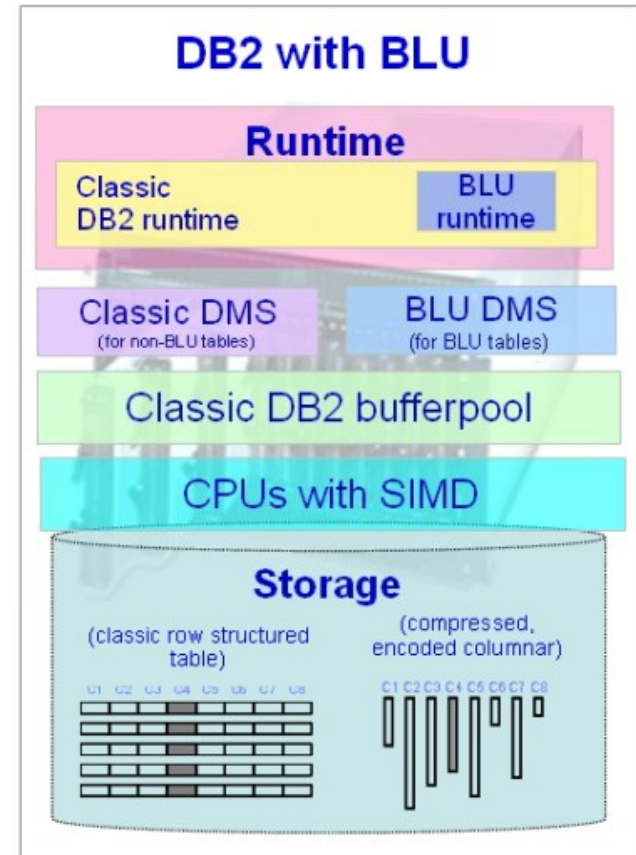 DB2 with BLU
Runtime
Classic
DB2 runtime
BLU
runtime
Classic DMS
(for non-BLU tables)
BLU DMS
(for BLU tables)
Classic DB2 bufferpool
CPUs with SIMD
Storage
(classic row structured
table)
C1 C2 C3 C4 C5 C6 C7 C8
(compressed,
encoded columnar)
C1 C2 C3 C4 C5 C6 C7 C8